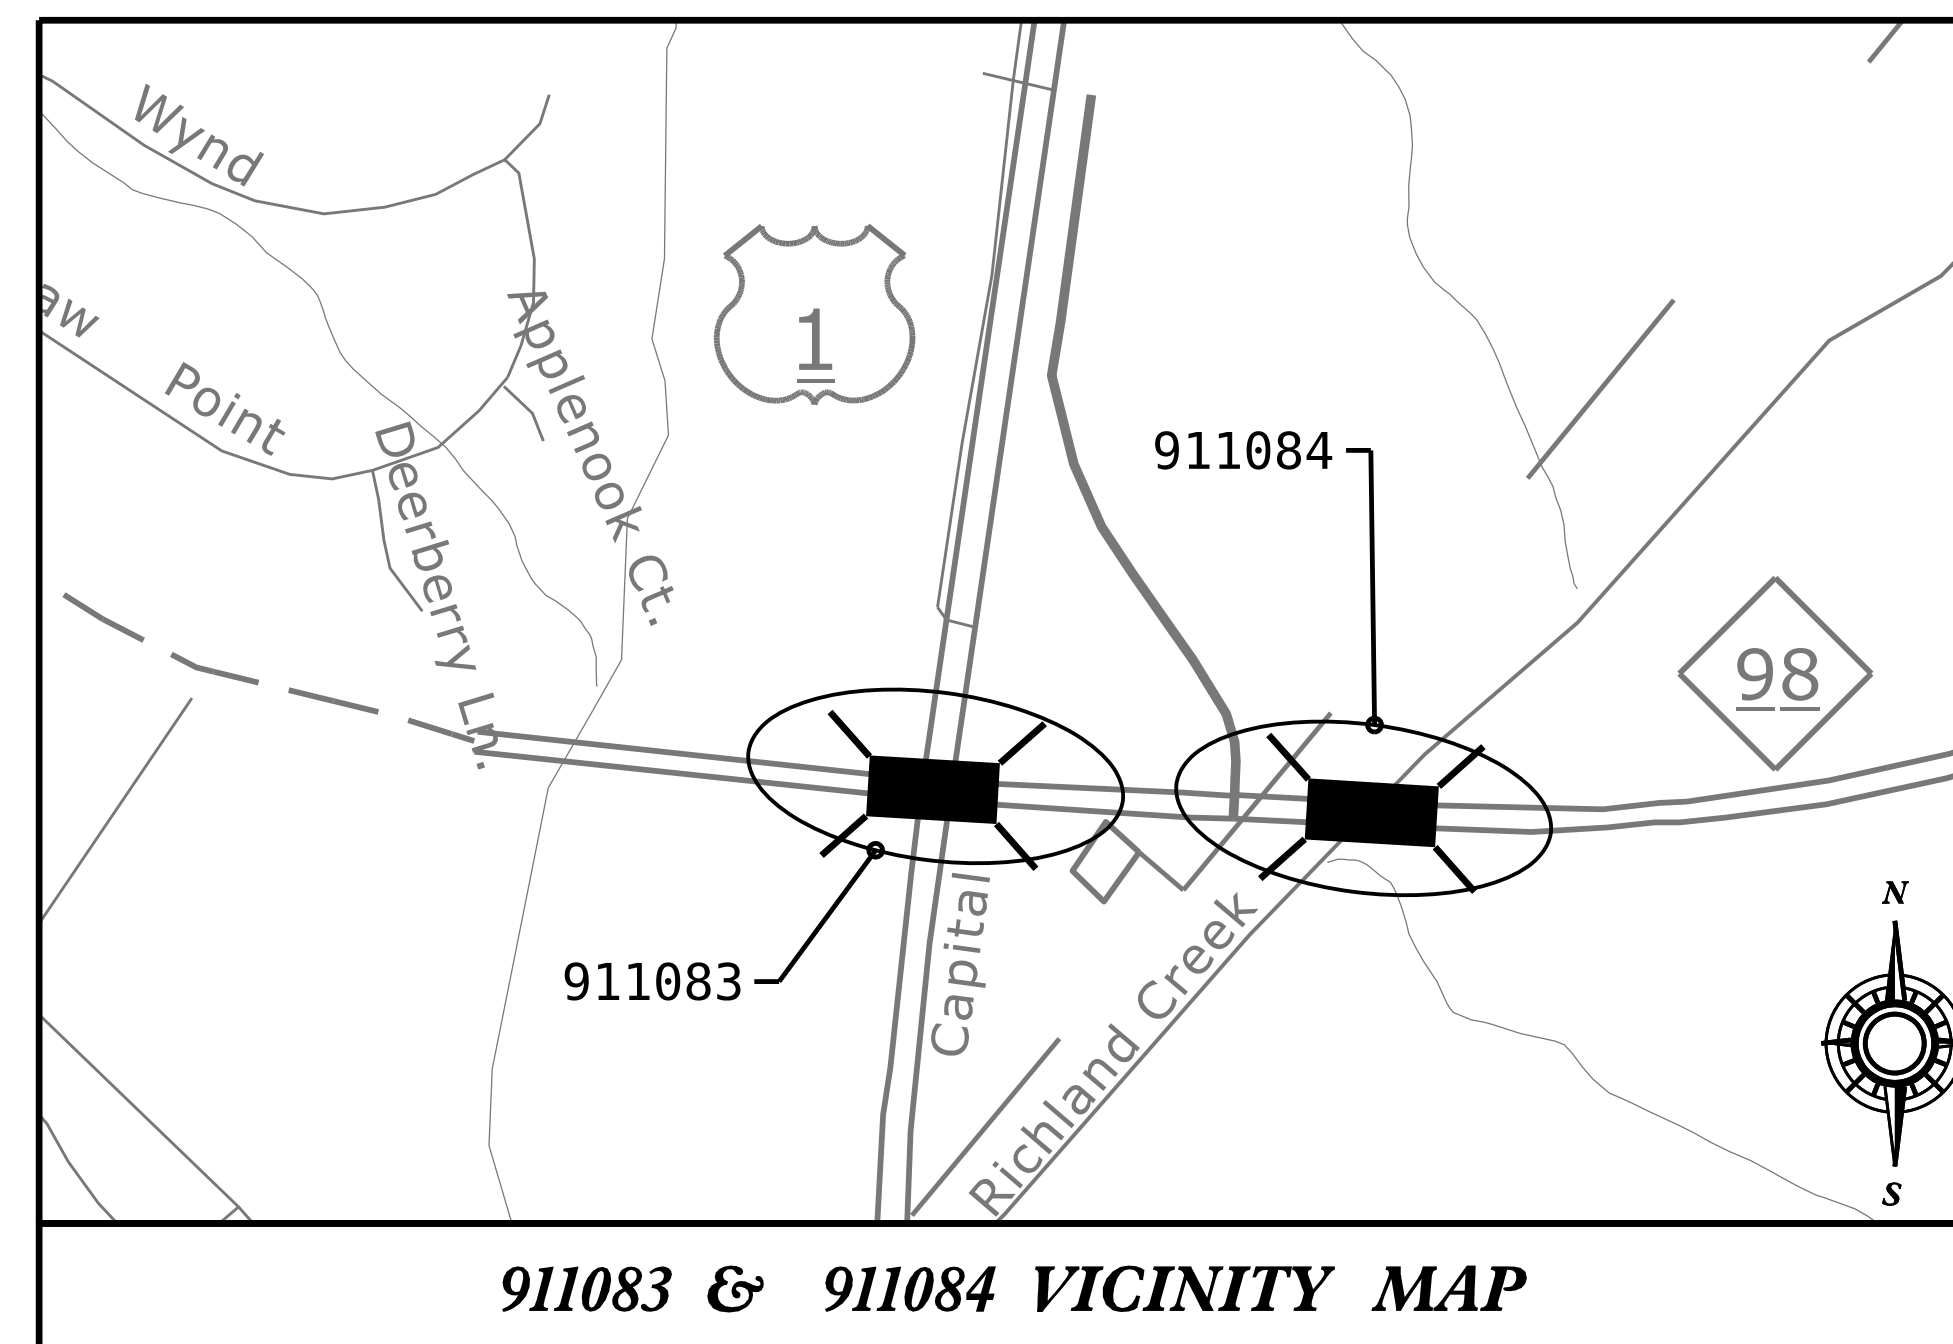 Wynd
aw Point
Applenook Ct.
Deerberry Ln.
1
911084
98
911083
Capital
Richland Creek
N
S
911083 & 911084 VICINITY MAP